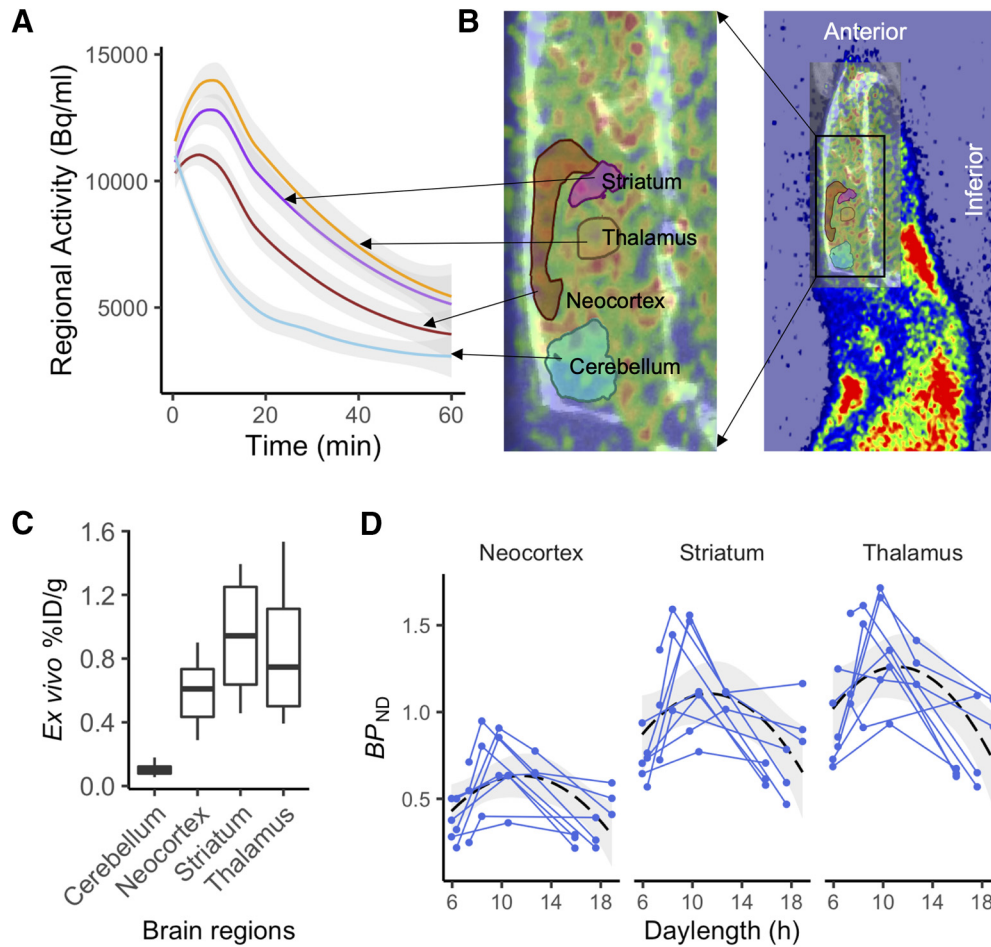 A
15000
10000
5000
Regional Activity (Bq/ml)
0
20
40
60
Time (min)
B
Striatum
Thalamus
Neocortex
Cerebellum
Anterior
Inferior
C
1.6
1.2
0.8
0.4
0.0
Ex vivo %ID/g
Cerebellum
Neocortex
Striatum
Thalamus
Brain regions
D
Neocortex
Striatum
Thalamus
1.5
1.0
0.5
BPND
6 10 14 18
6 10 14 18
6 10 14 18
Daylength (h)